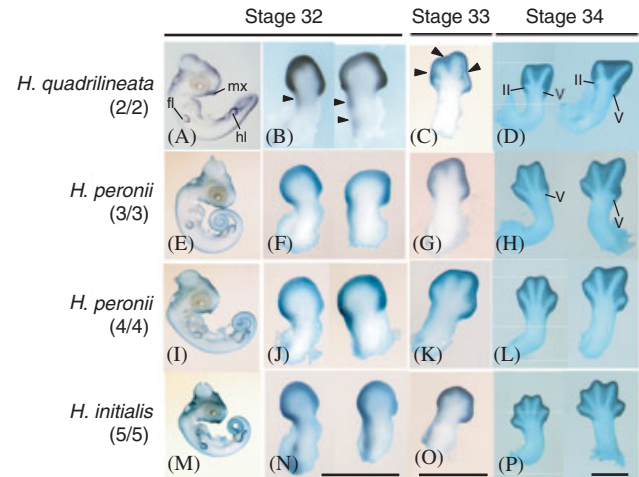 Stage 32 Stage 33 Stage 34
H. quadrilineata
(2/2)
fl mx hl
(A) (B) (C) (D)
II V II V
H. peronii
(3/3)
(E) (F) (G) (H)
V V
H. peronii
(4/4)
(I) (J) (K) (L)
H. initialis
(5/5)
(M) (N) (O) (P)